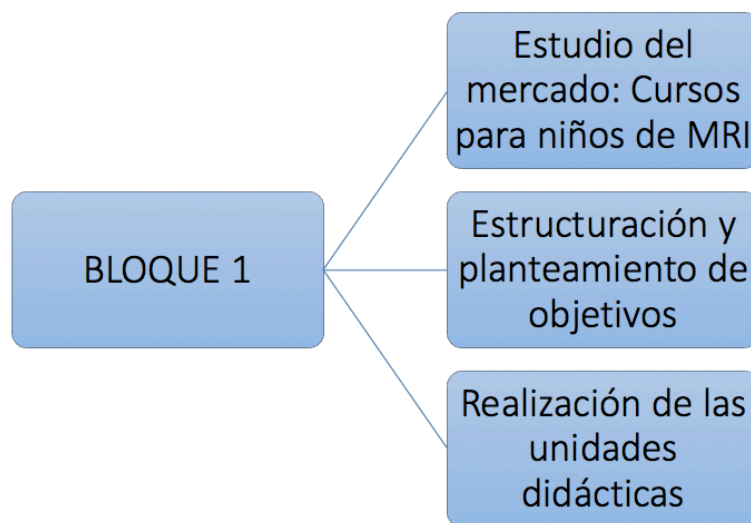 Estudio del
mercado: Cursos
para niños de MRI
BLOQUE 1
Estructuración y
planteamiento de
objetivos
Realización de las
unidades
didácticas